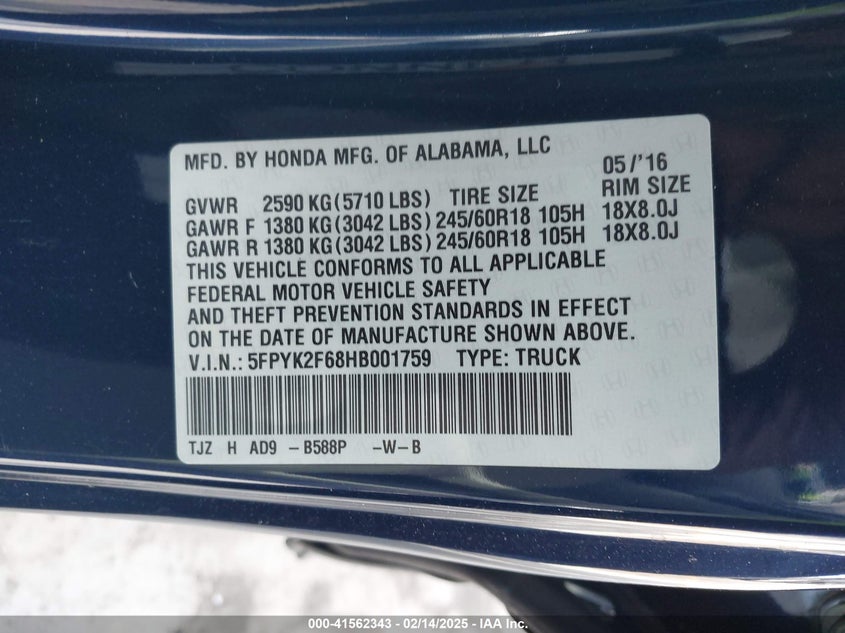 MFD. BY HONDA MFG. OF ALABAMA, LLC
05/'16
GVWR 2590 KG(5710 LBS) TIRE SIZE RIM SIZE
GAWR F 1380 KG(3042 LBS) 245/60R18 105H 18X8.0J
GAWR R 1380 KG(3042 LBS) 245/60R18 105H 18X8.0J
THIS VEHICLE CONFORMS TO ALL APPLICABLE
FEDERAL MOTOR VEHICLE SAFETY
AND THEFT PREVENTION STANDARDS IN EFFECT
ON THE DATE OF MANUFACTURE SHOWN ABOVE.
V.I.N.: 5FPYK2F68HB001759 TYPE: TRUCK
TJZ H AD9 –B588P –W–B
000-41562343 - 02/14/2025 - IAA Inc.